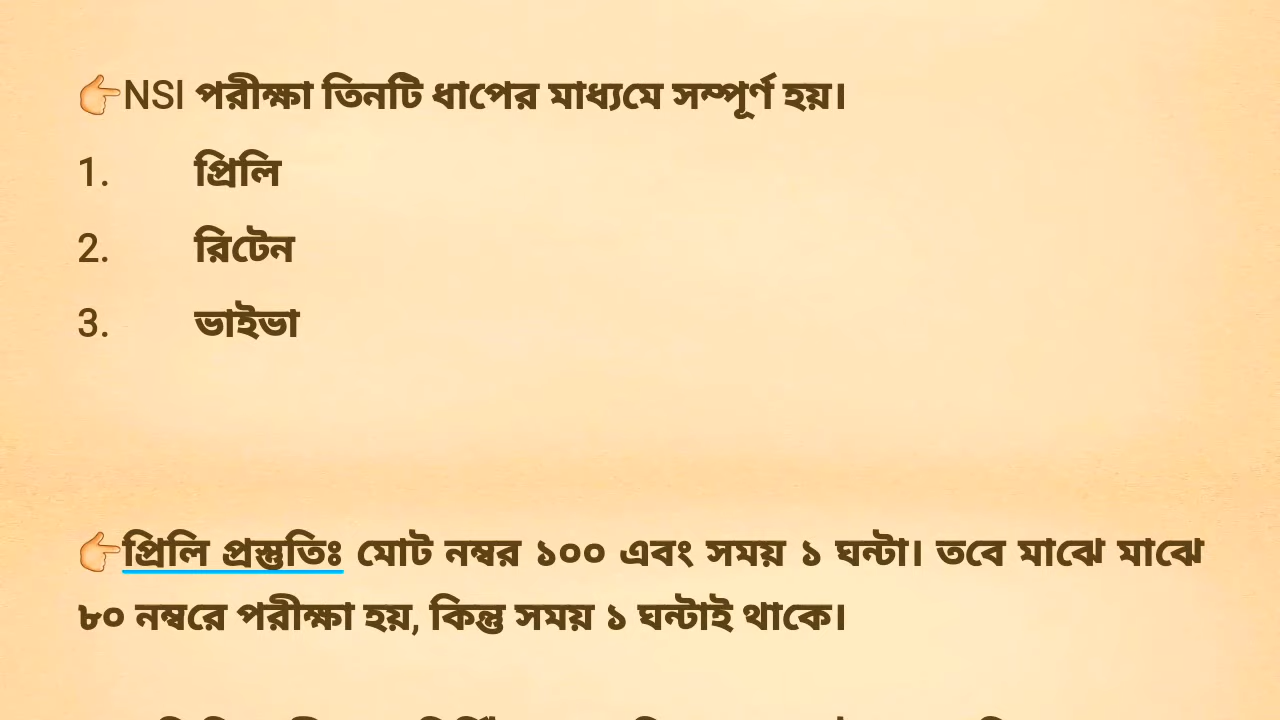 👉NSI পরীক্ষা তিনটি ধাপের মাধ্যমে সম্পূর্ণ হয়।
1. প্রিলি
2. রিটেন
3. ভাইভা
👉প্রিলি প্রস্তুতিঃ মোট নম্বর ১০০ এবং সময় ১ ঘন্টা। তবে মাঝে মাঝে
৮০ নম্বরে পরীক্ষা হয়, কিন্তু সময় ১ ঘন্টাই থাকে।